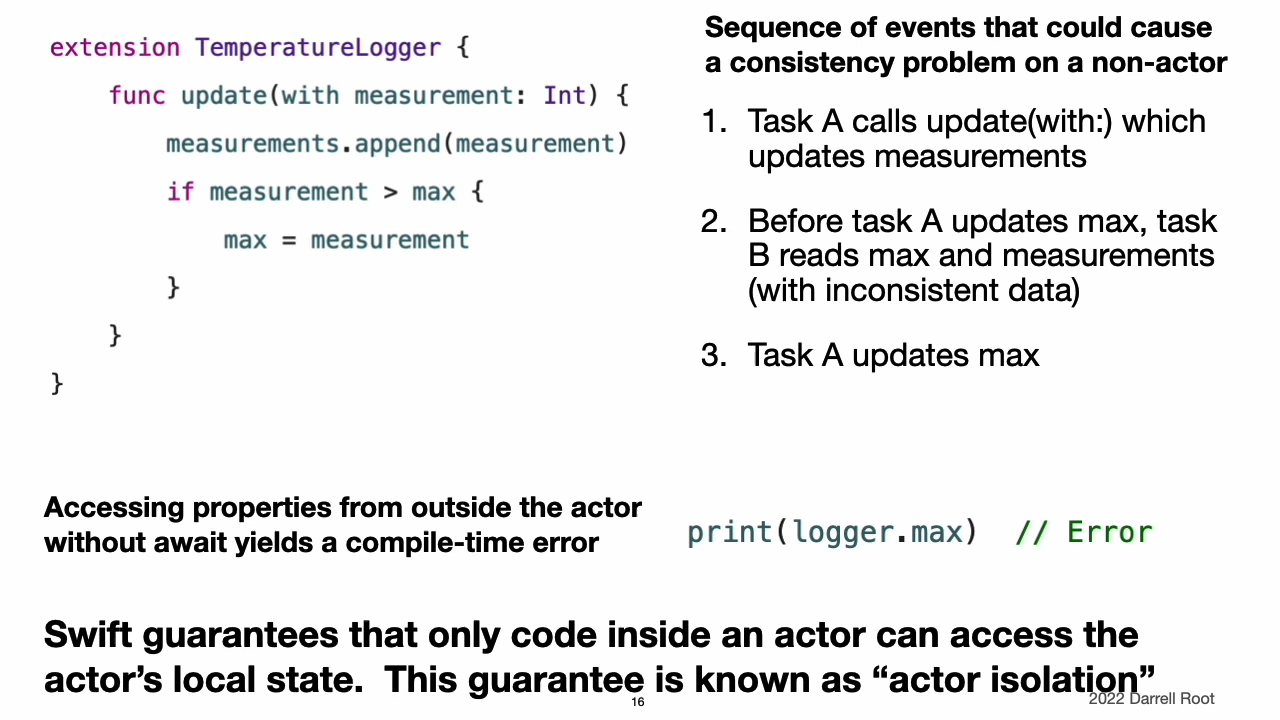 extension TemperatureLogger {
    func update(with measurement: Int) {
        measurements.append(measurement)
        if measurement > max {
            max = measurement
        }
    }
}
Sequence of events that could cause
a consistency problem on a non-actor
1. Task A calls update(with:) which
updates measurements
2. Before task A updates max, task
B reads max and measurements
(with inconsistent data)
3. Task A updates max
Accessing properties from outside the actor
without await yields a compile-time error
print(logger.max)  // Error
Swift guarantees that only code inside an actor can access the
actor’s local state.  This guarantee is known as “actor isolation”
16
2022 Darrell Root